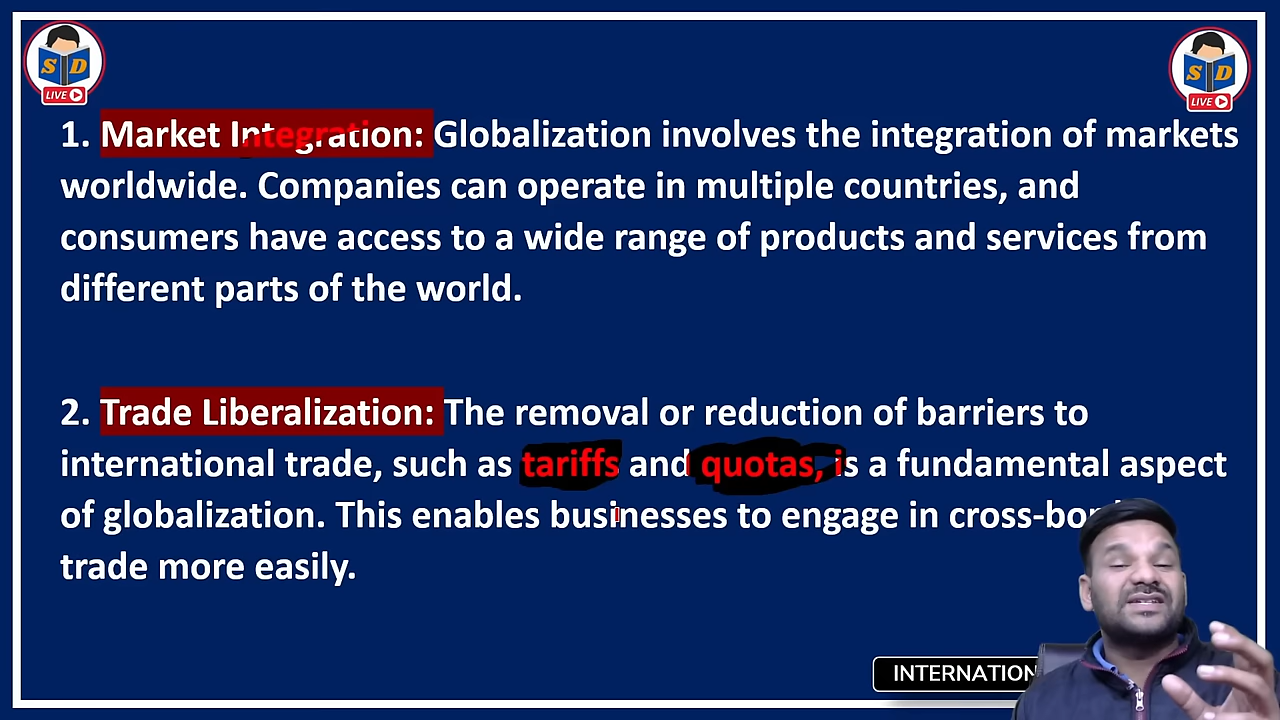 S D
LIVE
S D
LIVE
1. Market Integration: Globalization involves the integration of markets
worldwide. Companies can operate in multiple countries, and
consumers have access to a wide range of products and services from
different parts of the world.
2. Trade Liberalization: The removal or reduction of barriers to
international trade, such as tariffs and quotas, is a fundamental aspect
of globalization. This enables businesses to engage in
trade more easily.